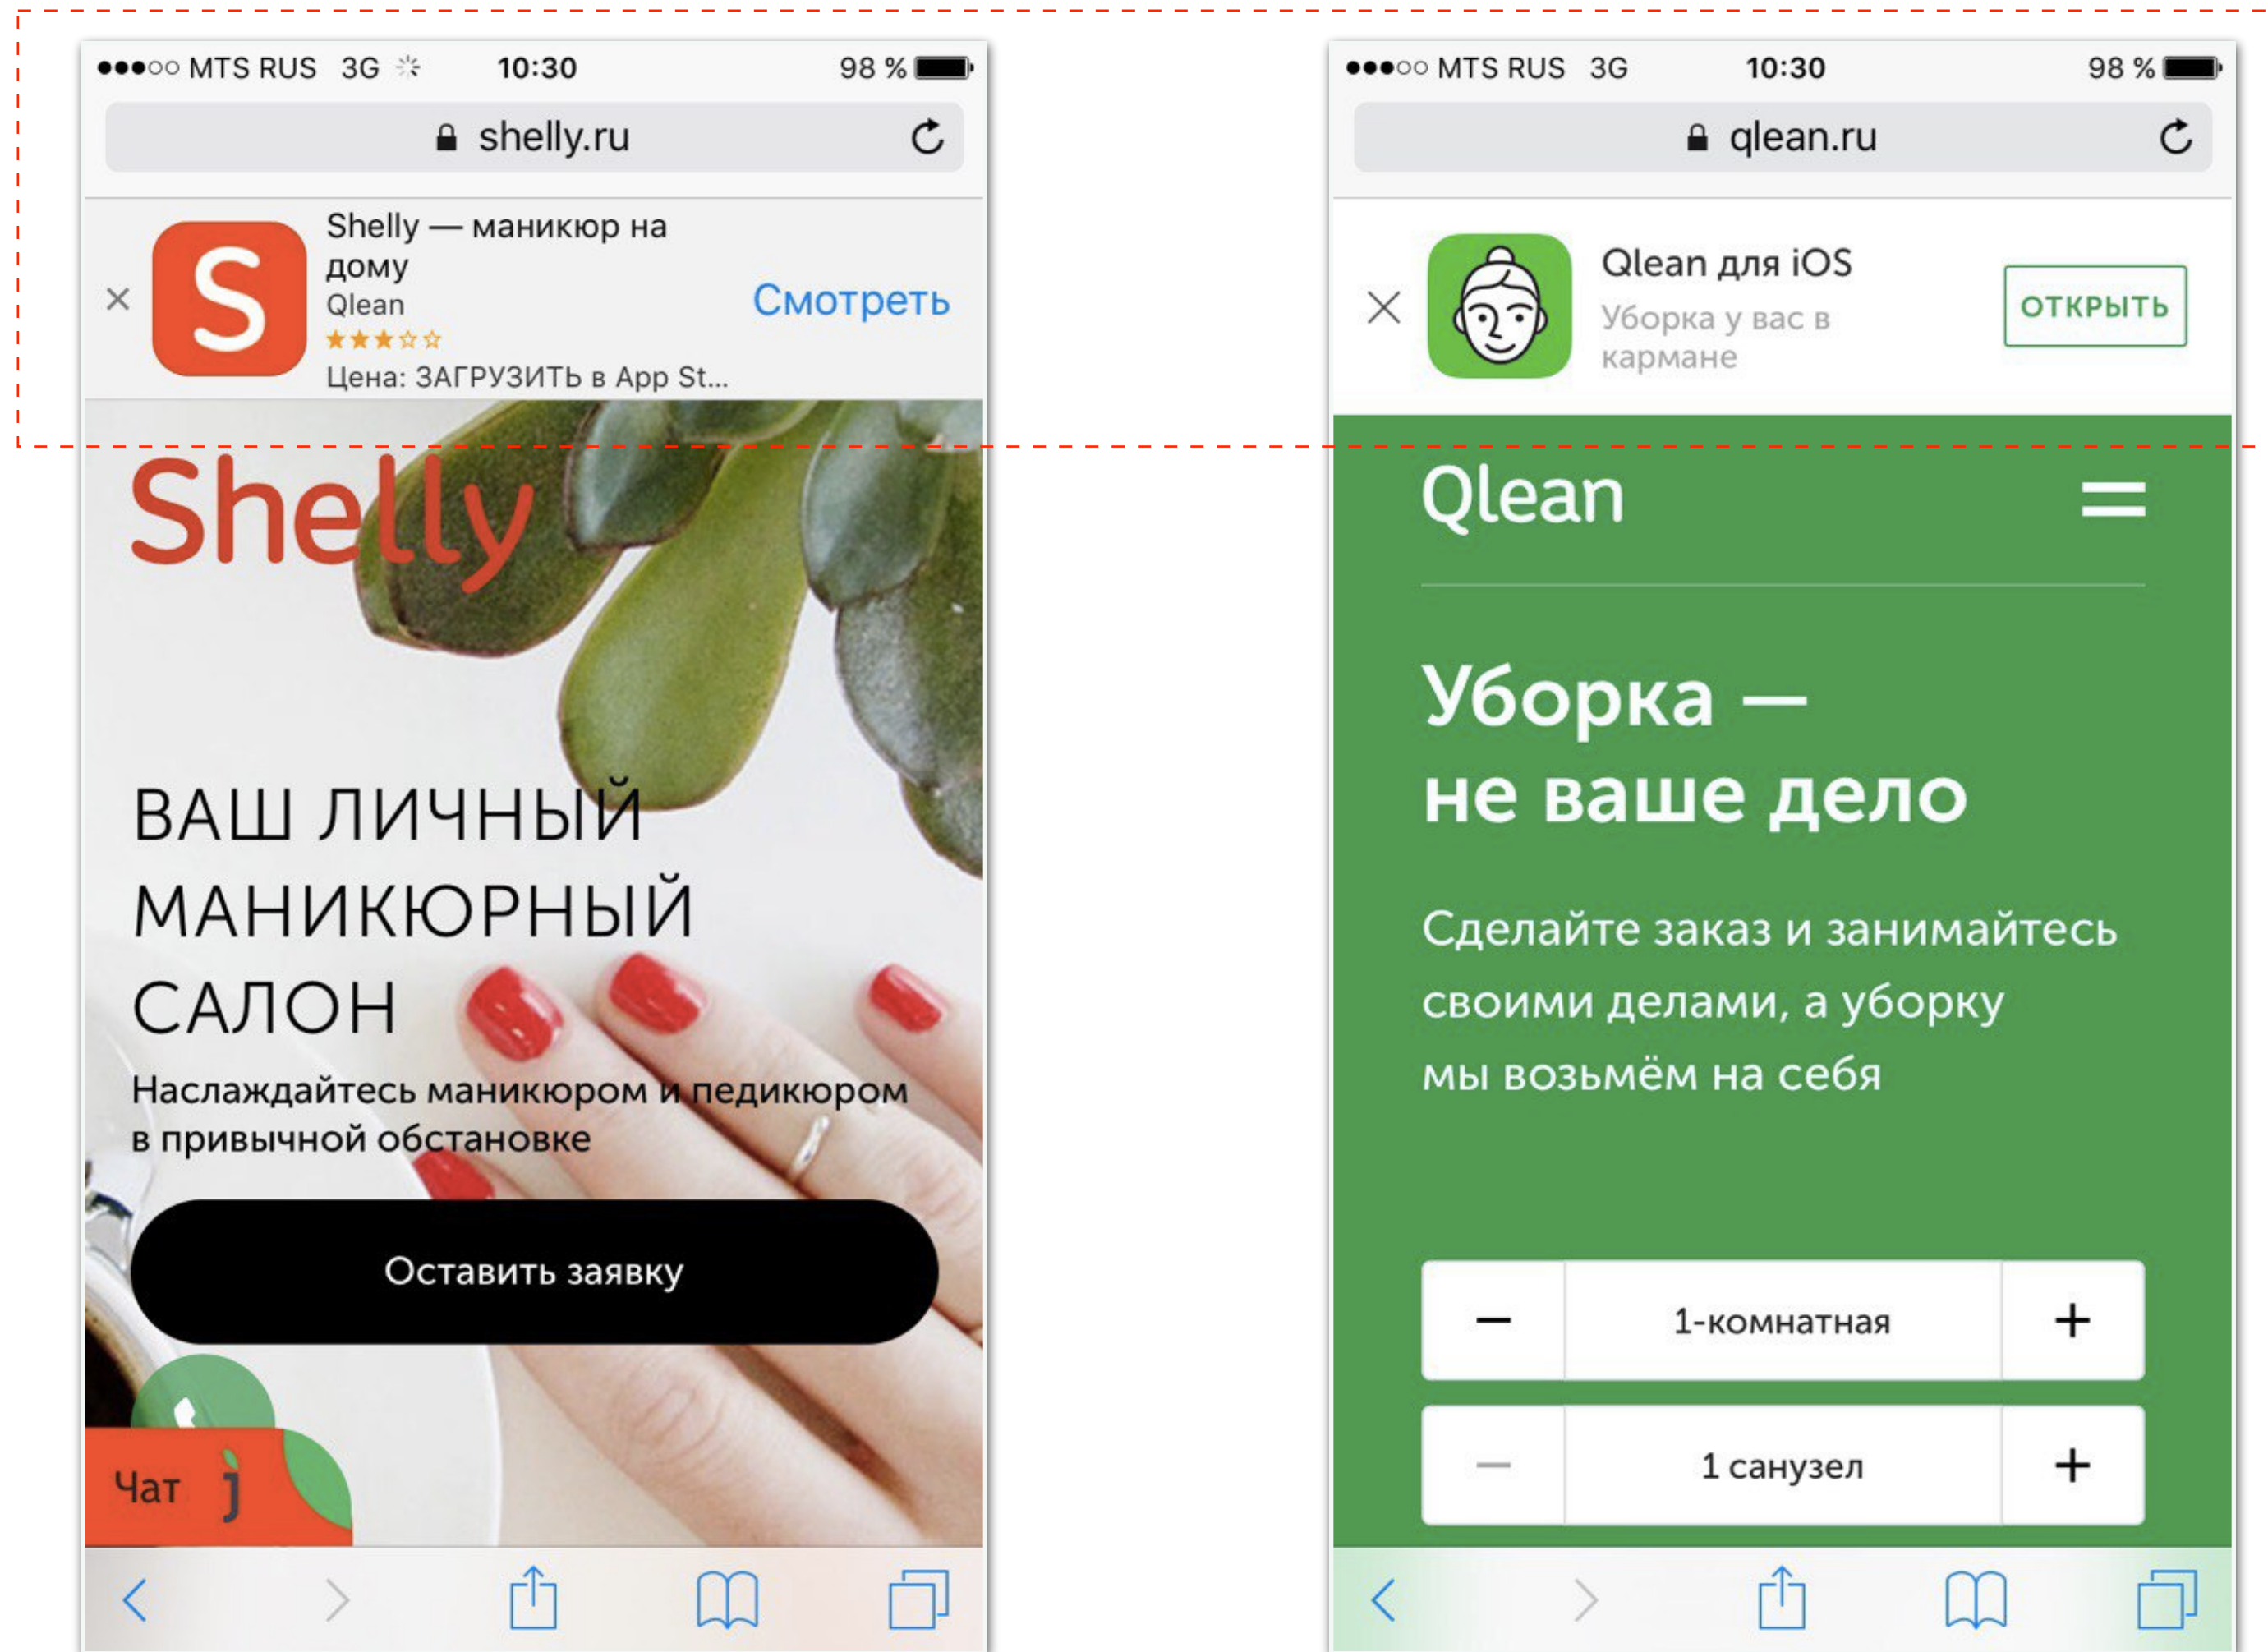 MTS RUS 3G 10:30 98 %
shelly.ru
S
Shelly — маникюр на
дому
Qlean
Цена: ЗАГРУЗИТЬ в App St...
Смотреть
Shelly
ВАШ ЛИЧНЫЙ
МАНИКЮРНЫЙ
САЛОН
Наслаждайтесь маникюром и педикюром
в привычной обстановке
Оставить заявку
Чат j
MTS RUS 3G 10:30 98 %
qlean.ru
Qlean для iOS
Уборка у вас в
кармане
ОТКРЫТЬ
Qlean
Уборка —
не ваше дело
Сделайте заказ и занимайтесь
своими делами, а уборку
мы возьмём на себя
− 1-комнатная +
− 1 санузел +